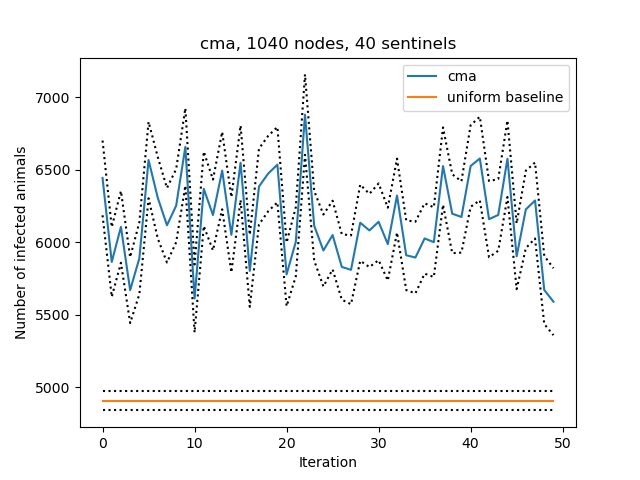 cma, 1040 nodes, 40 sentinels
cma
uniform baseline
Number of infected animals
7000
6500
6000
5500
5000
0 10 20 30 40 50
Iteration